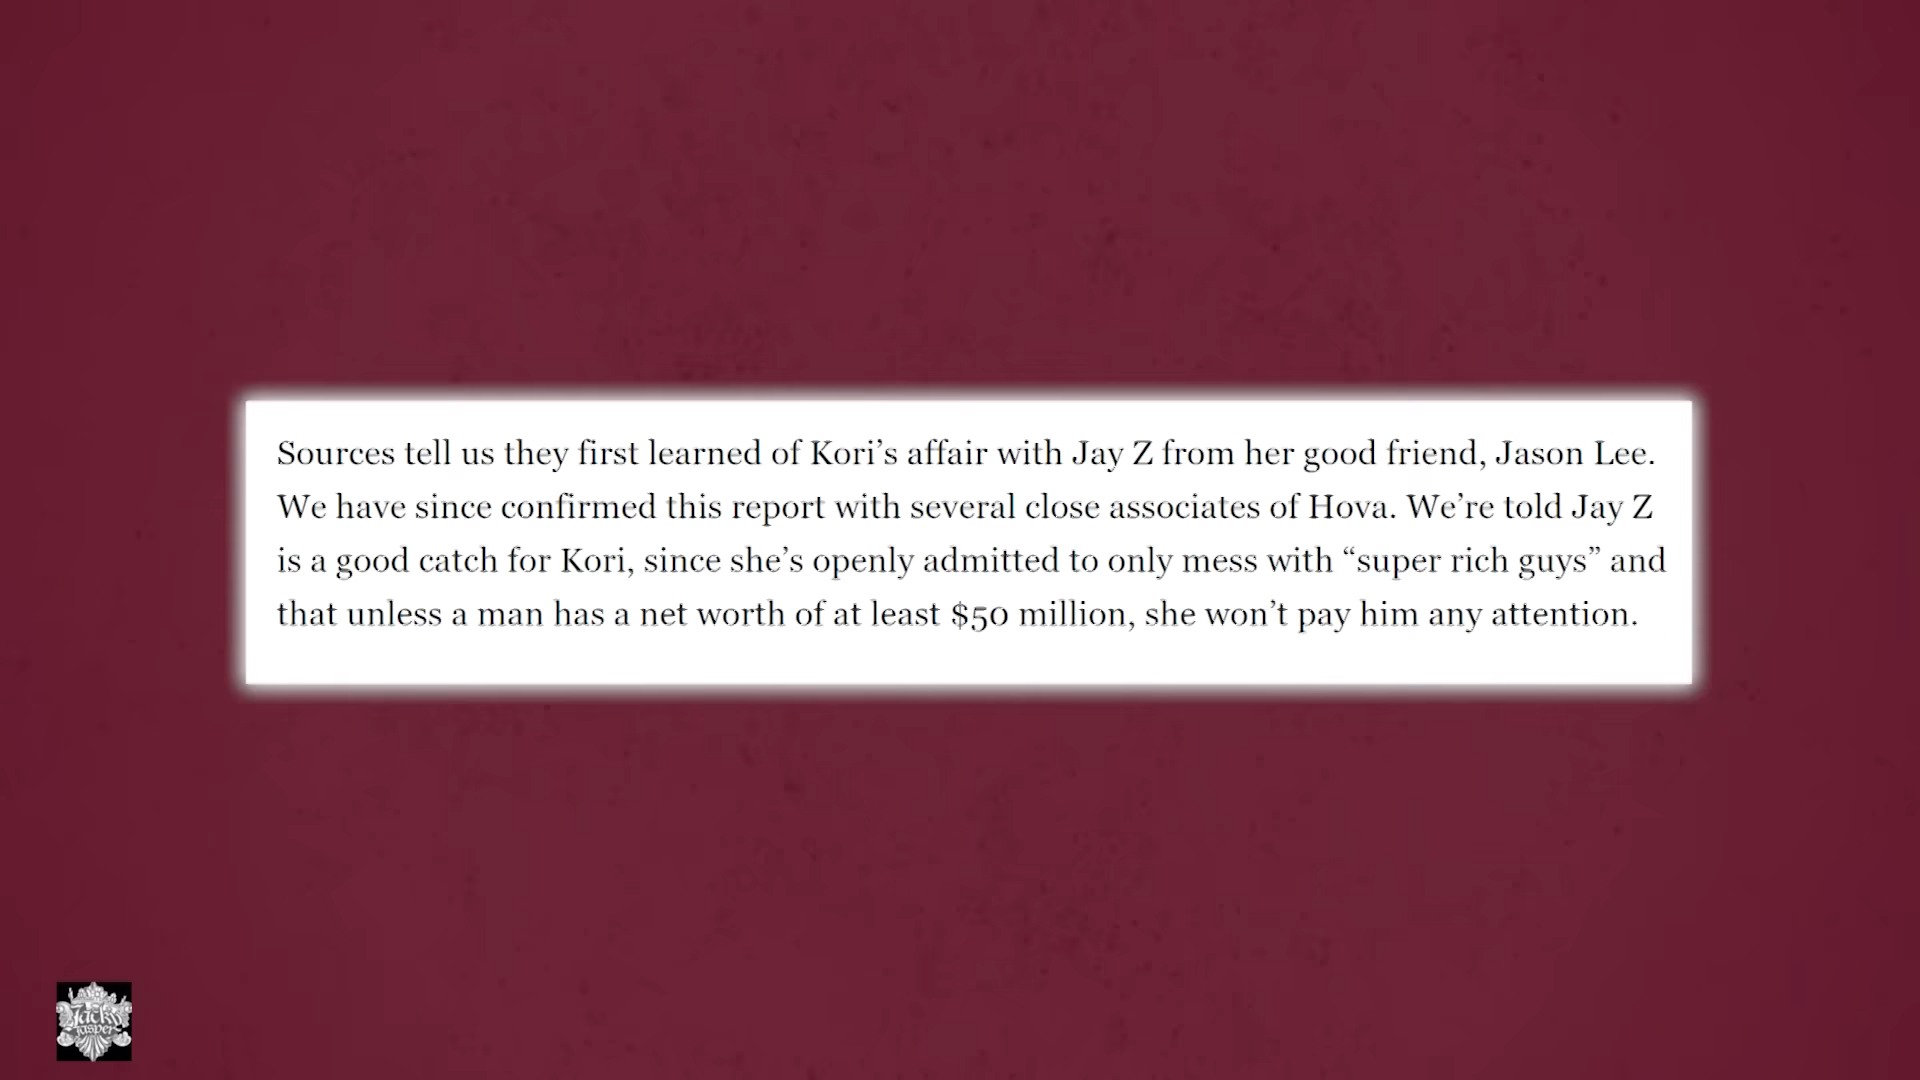 Sources tell us they first learned of Kori’s affair with Jay Z from her good friend, Jason Lee.
We have since confirmed this report with several close associates of Hova. We’re told Jay Z
is a good catch for Kori, since she’s openly admitted to only mess with “super rich guys” and
that unless a man has a net worth of at least $50 million, she won’t pay him any attention.
Jacky
Jasper